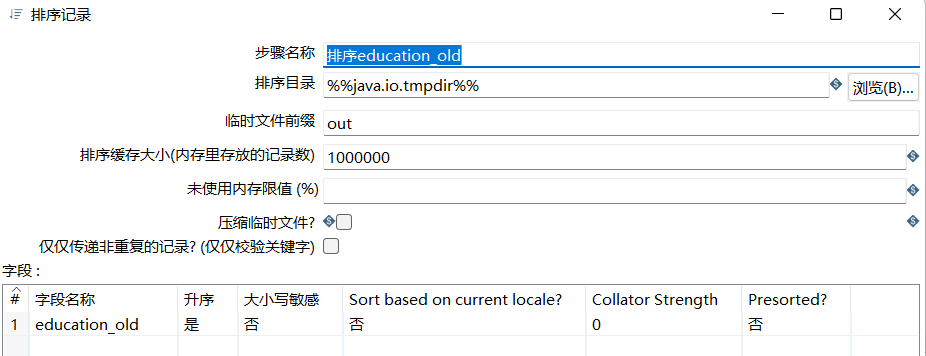 排序记录
步骤名称 排序education_old
排序目录 %%java.io.tmpdir%% 浏览(B)...
临时文件前缀 out
排序缓存大小(内存里存放的记录数) 1000000
未使用内存限值 (%)
压缩临时文件?
仅仅传递非重复的记录? (仅仅校验关键字)
字段 :
# 字段名称 升序 大小写敏感 Sort based on current locale? Collator Strength Presorted?
1 education_old 是 否 否 0 否